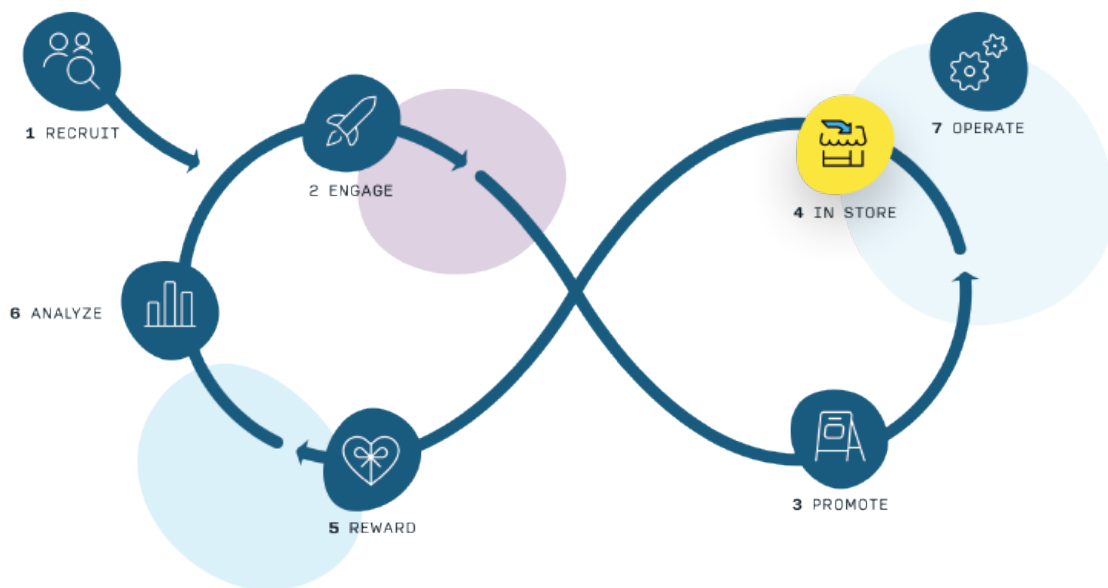 1 RECRUIT
2 ENGAGE
7 OPERATE
4 IN STORE
6 ANALYZE
3 PROMOTE
5 REWARD